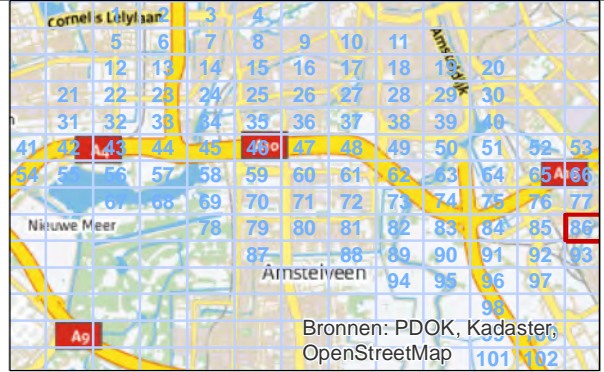 Cornelis Lelylaan
1 2 3 4
5 6 7 8 9 10 11
Amsteldijk
12 13 14 15 16 17 18 19 20
21 22 23 24 25 26 27 28 29 30
31 32 33 34 35 36 37 38 39 40
41 42 43 44 45 46 47 48 49 50 51 52 53
54 55 56 57 58 59 60 61 62 63 64 65 66
67 68 69 70 71 72 73 74 75 76 77
Nieuwe Meer
78 79 80 81 82 83 84 85 86
87 88 89 90 91 92 93
Amstelveen
94 95 96 97
98
A9
Bronnen: PDOK, Kadaster,
OpenStreetMap
101 102